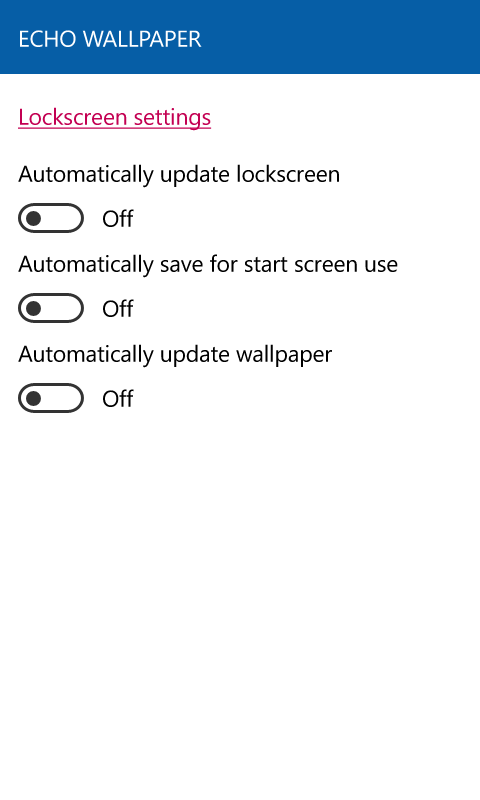 ECHO WALLPAPER
Lockscreen settings
Automatically update lockscreen
Off
Automatically save for start screen use
Off
Automatically update wallpaper
Off